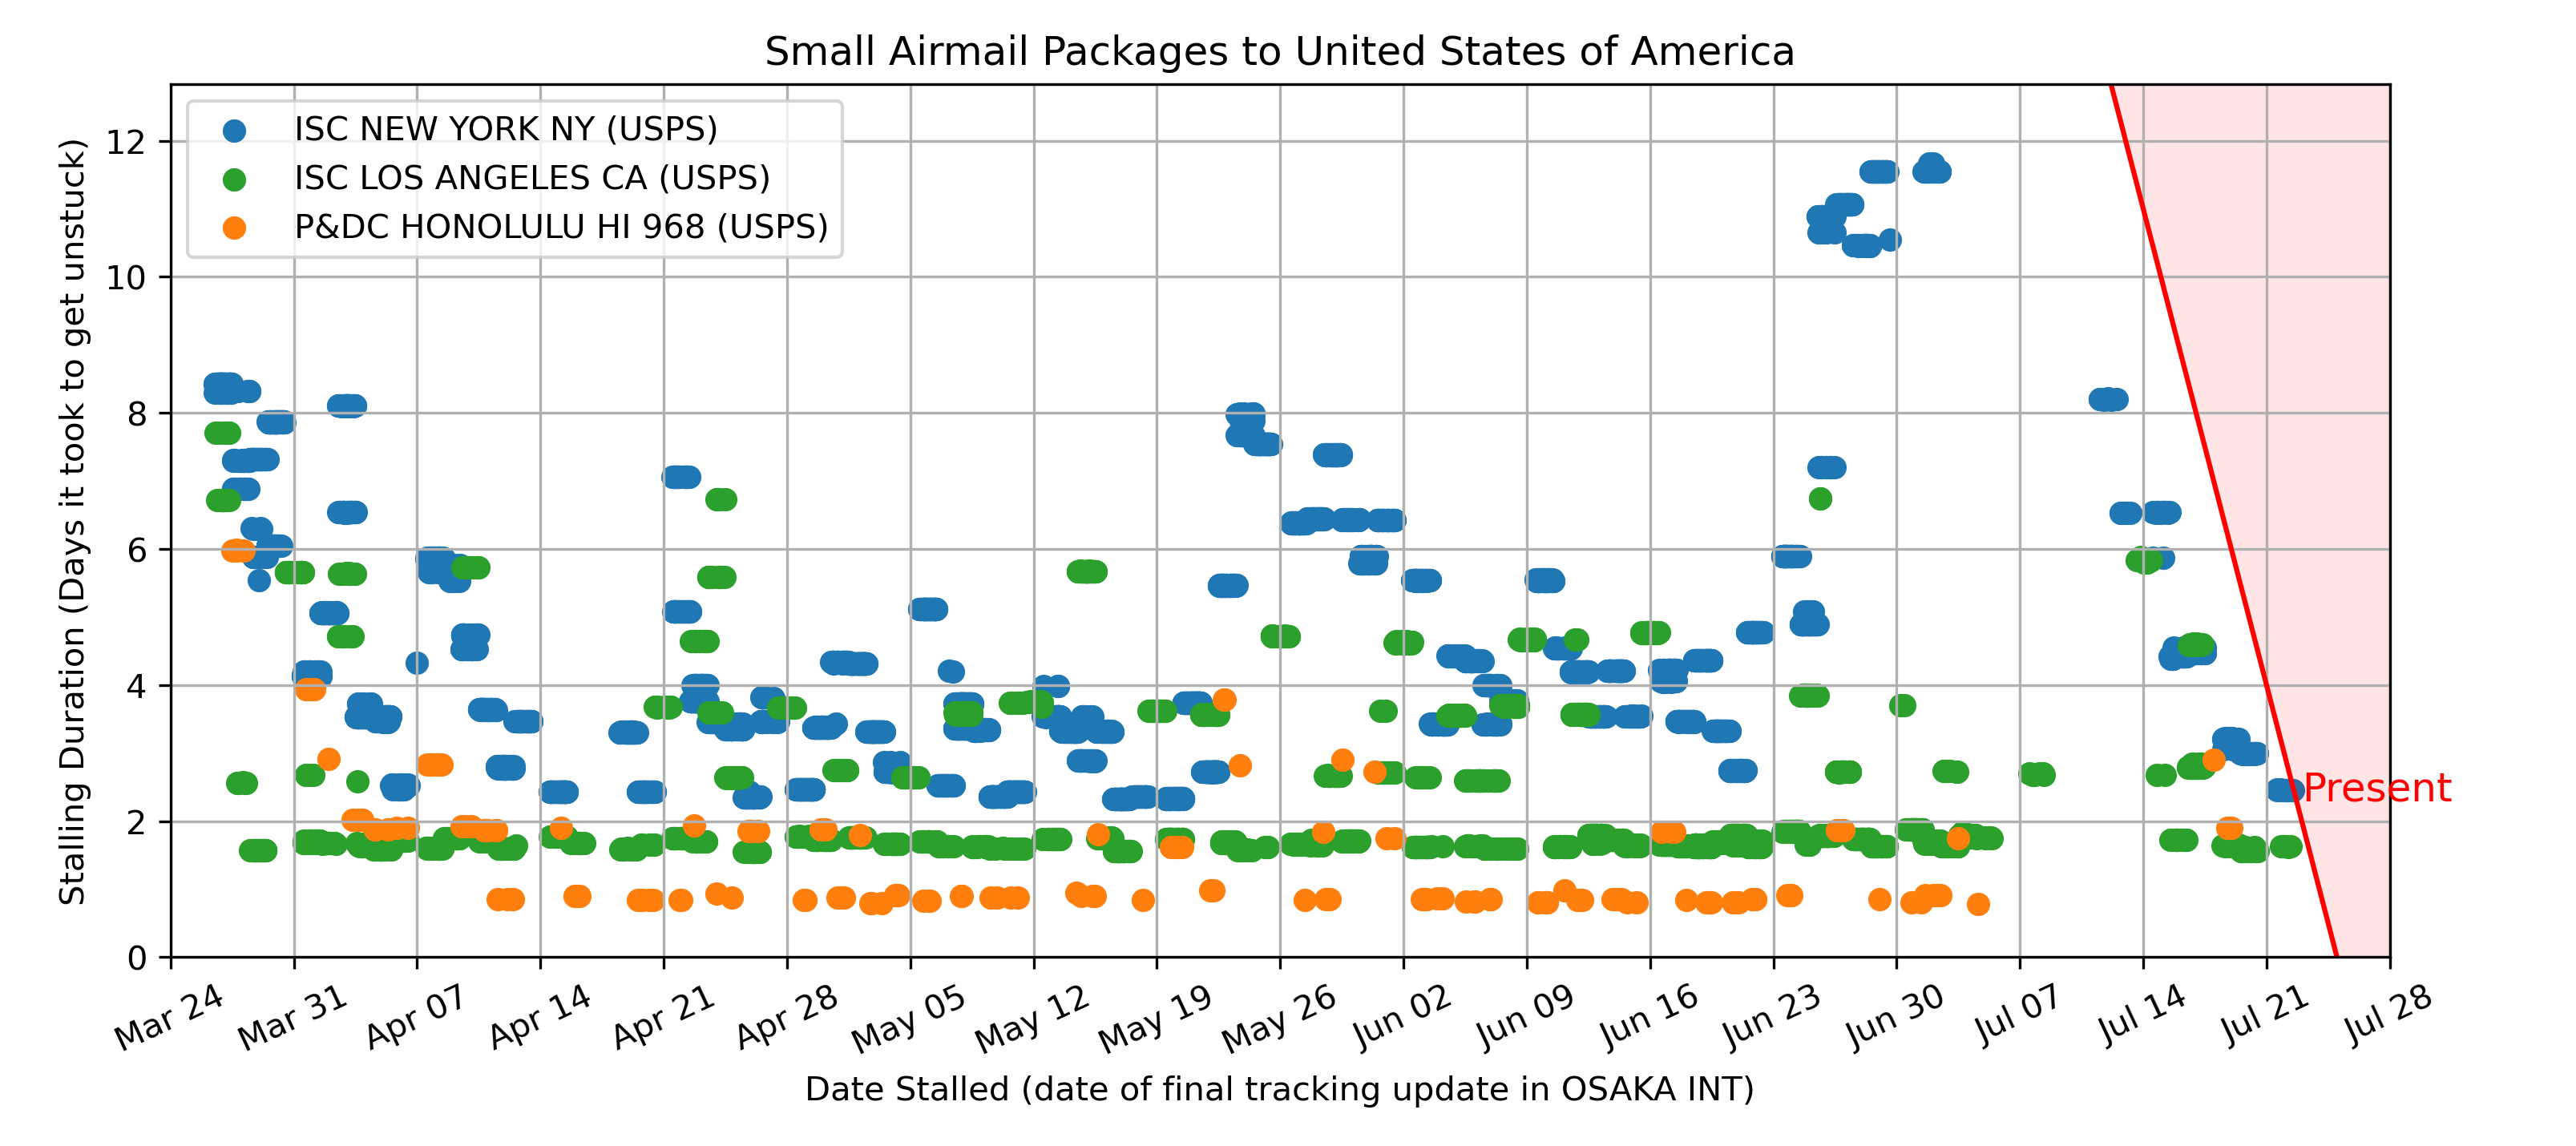 Small Airmail Packages to United States of America
ISC NEW YORK NY (USPS)
ISC LOS ANGELES CA (USPS)
P&DC HONOLULU HI 968 (USPS)
Stalling Duration (Days it took to get unstuck)
12
10
8
6
4
2
0
Present
Mar 24
Mar 31
Apr 07
Apr 14
Apr 21
Apr 28
May 05
May 12
May 19
May 26
Jun 02
Jun 09
Jun 16
Jun 23
Jun 30
Jul 07
Jul 14
Jul 21
Jul 28
Date Stalled (date of final tracking update in OSAKA INT)